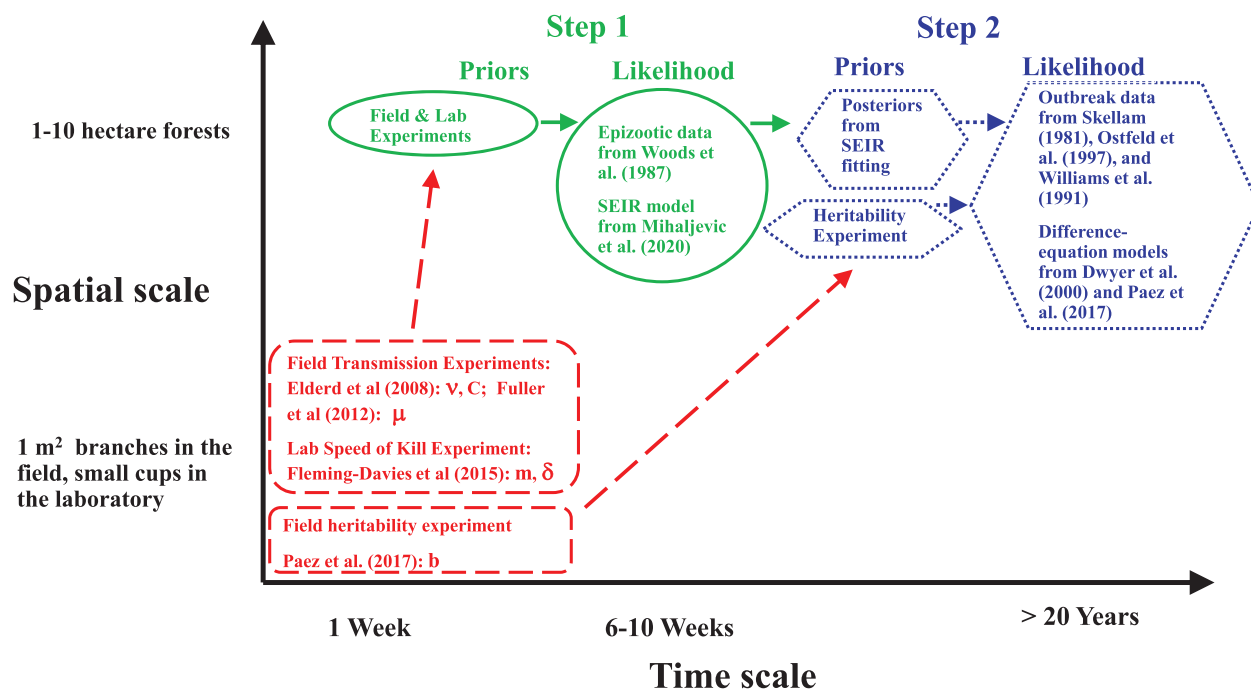 Step 1
Step 2
Priors
Likelihood
Priors
Likelihood
1-10 hectare forests
Field & Lab
Experiments
Epizootic data
from Woods et
al. (1987)
SEIR model
from Mihaljevic
et al. (2020)
Posteriors
from
SEIR
fitting
Heritability
Experiment
Outbreak data
from Skellam
(1981), Ostfeld
et al. (1997), and
Williams et al.
(1991)
Difference-
equation models
from Dwyer et al.
(2000) and Paez et
al. (2017)
Spatial scale
Field Transmission Experiments:
Elderd et al (2008): ν, C; Fuller
et al (2012): μ
Lab Speed of Kill Experiment:
Fleming-Davies et al (2015): m, δ
1 m² branches in the
field, small cups in
the laboratory
Field heritability experiment
Paez et al. (2017): b
1 Week
6-10 Weeks
> 20 Years
Time scale